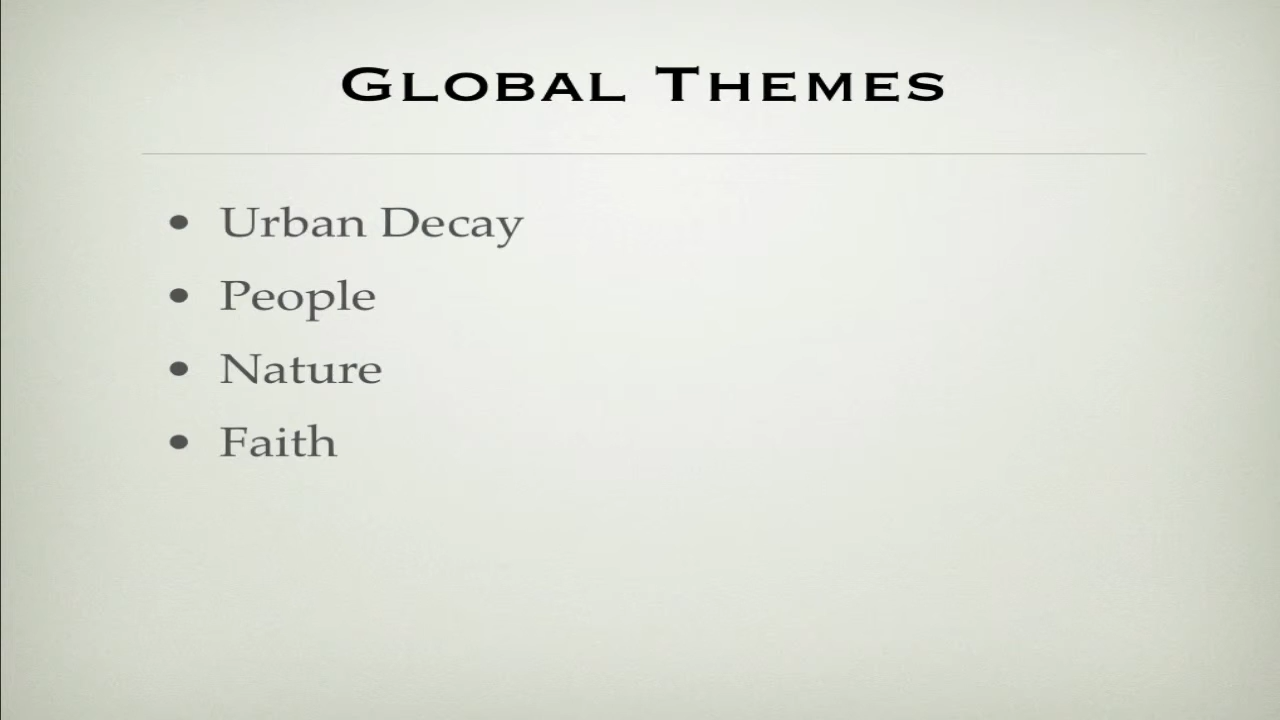 Global Themes
• Urban Decay
• People
• Nature
• Faith